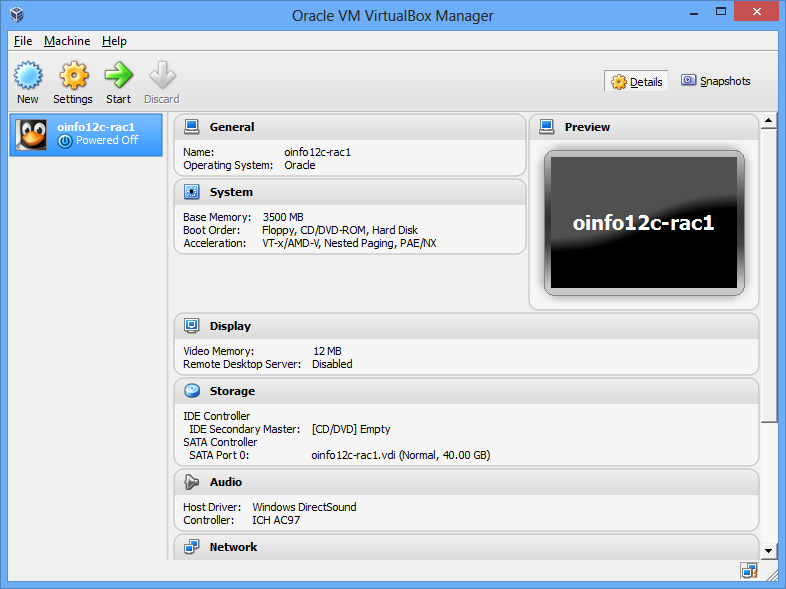 Oracle VM VirtualBox Manager
File Machine Help
New Settings Start Discard
Details Snapshots
oinfo12c-rac1
Powered Off
General
Name: oinfo12c-rac1
Operating System: Oracle
Preview
oinfo12c-rac1
System
Base Memory: 3500 MB
Boot Order: Floppy, CD/DVD-ROM, Hard Disk
Acceleration: VT-x/AMD-V, Nested Paging, PAE/NX
Display
Video Memory: 12 MB
Remote Desktop Server: Disabled
Storage
IDE Controller
IDE Secondary Master: [CD/DVD] Empty
SATA Controller
SATA Port 0: oinfo12c-rac1.vdi (Normal, 40.00 GB)
Audio
Host Driver: Windows DirectSound
Controller: ICH AC97
Network